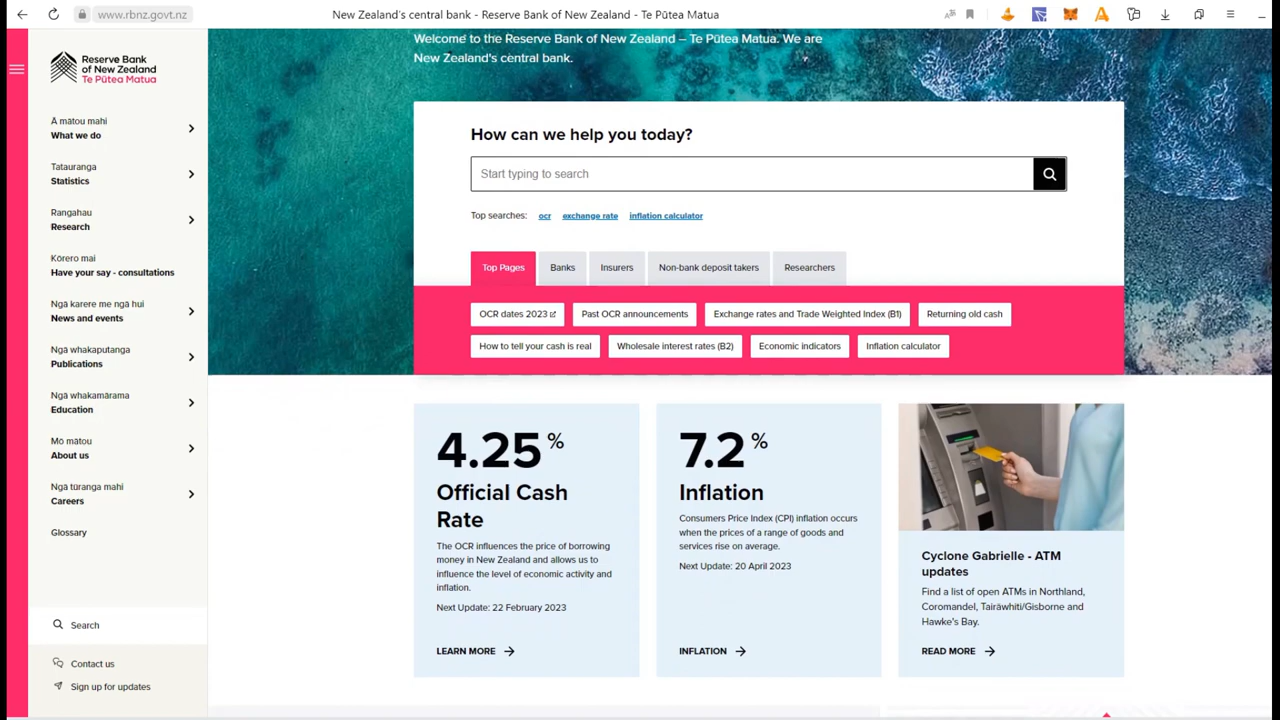 www.rbnz.govt.nz
New Zealand's central bank - Reserve Bank of New Zealand - Te Pūtea Matua
Reserve Bank
of New Zealand
Te Pūtea Matua
Ā mātou mahi
What we do
Tatauranga
Statistics
Rangahau
Research
Kōrero mai
Have your say - consultations
Ngā karere me ngā hui
News and events
Ngā whakaputanga
Publications
Ngā whakamārama
Education
Mō mātou
About us
Ngā tūranga mahi
Careers
Glossary
Search
Contact us
Sign up for updates
Welcome to the Reserve Bank of New Zealand – Te Pūtea Matua. We are
New Zealand's central bank.
How can we help you today?
Start typing to search
Top searches: ocr exchange rate inflation calculator
Top Pages Banks Insurers Non-bank deposit takers Researchers
OCR dates 2023 Past OCR announcements Exchange rates and Trade Weighted Index (B1) Returning old cash
How to tell your cash is real Wholesale interest rates (B2) Economic indicators Inflation calculator
4.25 %
Official Cash
Rate
The OCR influences the price of borrowing
money in New Zealand and allows us to
influence the level of economic activity and
inflation.
Next Update: 22 February 2023
LEARN MORE
7.2 %
Inflation
Consumers Price Index (CPI) inflation occurs
when the prices of a range of goods and
services rise on average.
Next Update: 20 April 2023
INFLATION
Cyclone Gabrielle - ATM
updates
Find a list of open ATMs in Northland,
Coromandel, Tairāwhiti/Gisborne and
Hawke's Bay.
READ MORE